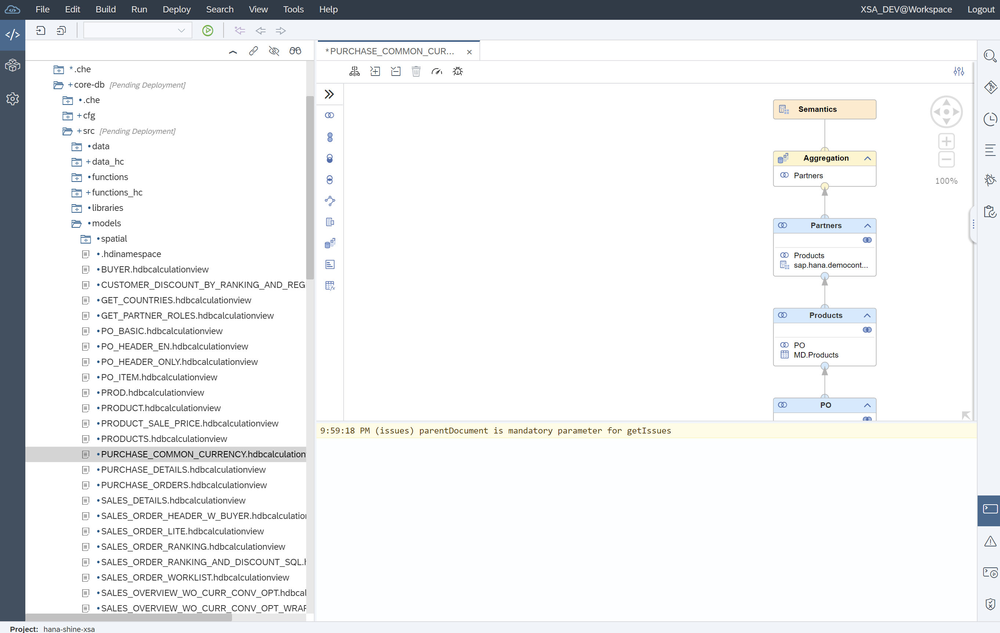 File Edit Build Run Deploy Search View Tools Help XSA_DEV@Workspace Logout
*PURCHASE_COMMON_CUR...
* .che
+core-db [Pending Deployment]
.che
+cfg
+src [Pending Deployment]
data
+data_hc
functions
+functions_hc
libraries
models
spatial
.hdinamespace
BUYER.hdbcalculationview
CUSTOMER_DISCOUNT_BY_RANKING_AND_REG
GET_COUNTRIES.hdbcalculationview
GET_PARTNER_ROLES.hdbcalculationview
PO_BASIC.hdbcalculationview
PO_HEADER_EN.hdbcalculationview
PO_HEADER_ONLY.hdbcalculationview
PO_ITEM.hdbcalculationview
PROD.hdbcalculationview
PRODUCT.hdbcalculationview
PRODUCT_SALE_PRICE.hdbcalculationview
PRODUCTS.hdbcalculationview
PURCHASE_COMMON_CURRENCY.hdbcalculation
PURCHASE_DETAILS.hdbcalculationview
PURCHASE_ORDERS.hdbcalculationview
SALES_DETAILS.hdbcalculationview
SALES_ORDER_HEADER_W_BUYER.hdbcalculatio
SALES_ORDER_LITE.hdbcalculationview
SALES_ORDER_RANKING.hdbcalculationview
SALES_ORDER_RANKING_AND_DISCOUNT_SQL.h
SALES_ORDER_WORKLIST.hdbcalculationview
SALES_OVERVIEW_WO_CURR_CONV_OPT.hdbcal
SALES_OVERVIEW_WO_CURR_CONV_OPT_WRAP
Semantics
Aggregation
Partners
100%
Partners
Products
sap.hana.democont...
Products
PO
MD.Products
PO
9:59:18 PM (issues) parentDocument is mandatory parameter for getIssues
Project: hana-shine-xsa